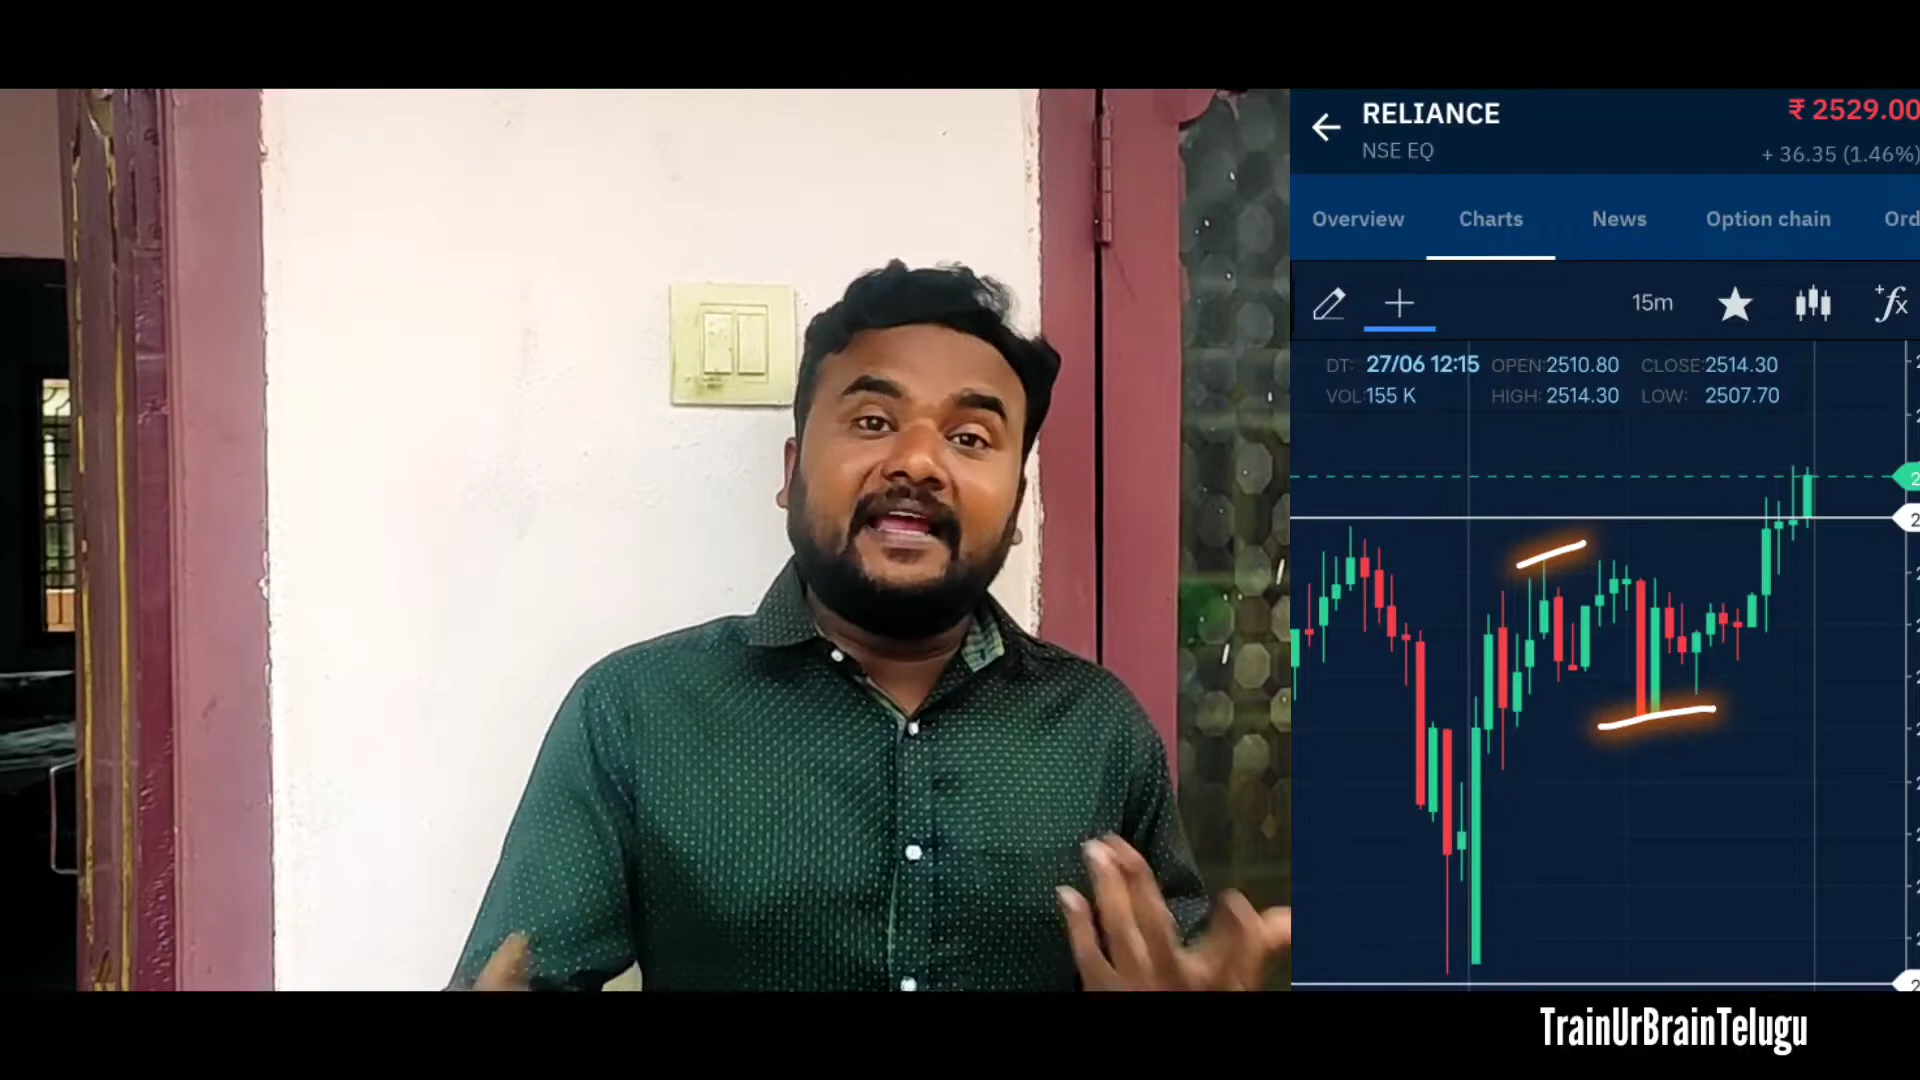 RELIANCE
₹ 2529.00
NSE EQ
+ 36.35 (1.46%)
Overview Charts News Option chain Ord
15m
DT: 27/06 12:15 OPEN: 2510.80 CLOSE: 2514.30
VOL: 155 K HIGH: 2514.30 LOW: 2507.70
TrainUrBrainTelugu